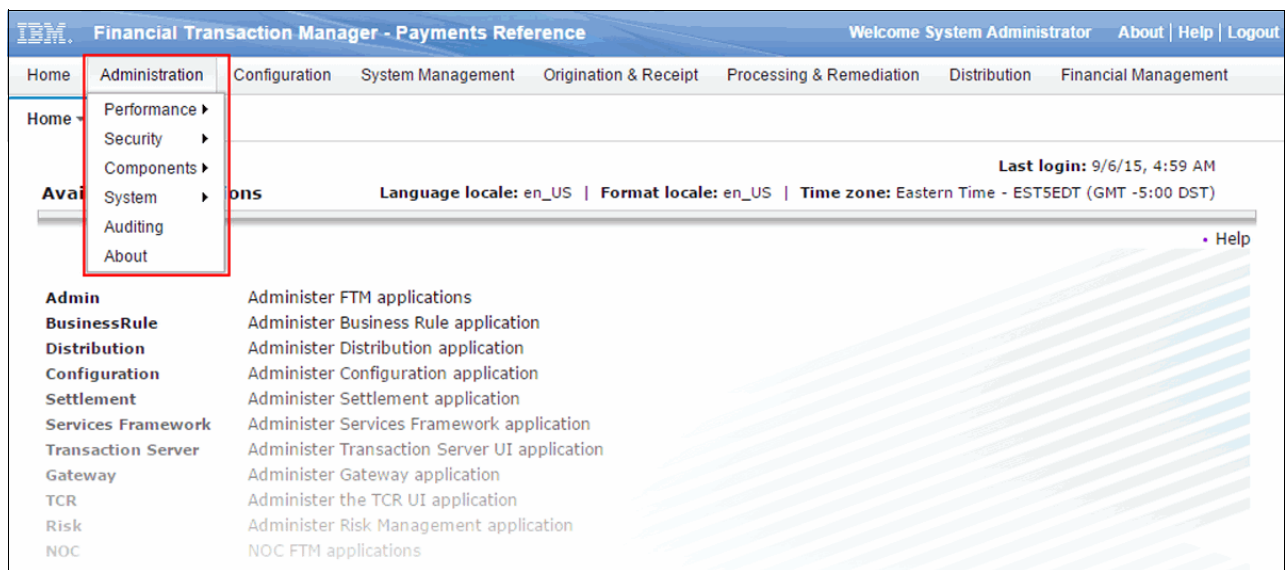 IBM. Financial Transaction Manager - Payments Reference Welcome System Administrator About | Help | Logout
Home Administration Configuration System Management Origination & Receipt Processing & Remediation Distribution Financial Management
Home
Performance
Security
Components
System
Auditing
About
Last login: 9/6/15, 4:59 AM
Avai ons Language locale: en_US | Format locale: en_US | Time zone: Eastern Time - EST5EDT (GMT -5:00 DST)
• Help
Admin Administer FTM applications
BusinessRule Administer Business Rule application
Distribution Administer Distribution application
Configuration Administer Configuration application
Settlement Administer Settlement application
Services Framework Administer Services Framework application
Transaction Server Administer Transaction Server UI application
Gateway Administer Gateway application
TCR Administer the TCR UI application
Risk Administer Risk Management application
NOC NOC FTM applications